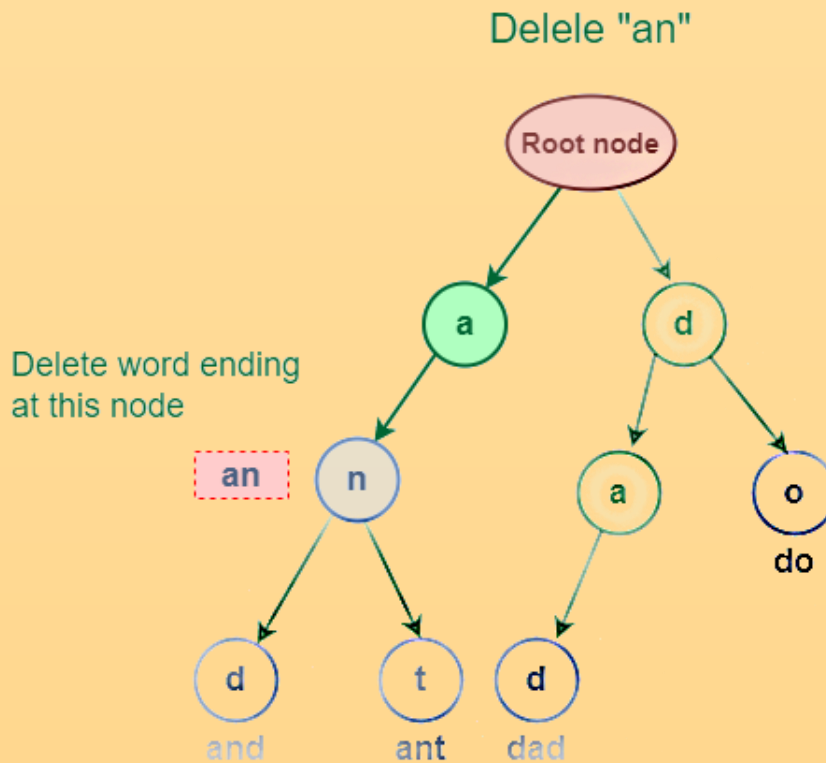 Delele "an"
Root node
a
d
Delete word ending
at this node
an
n
a
o
do
d
t
d
and
ant
dad